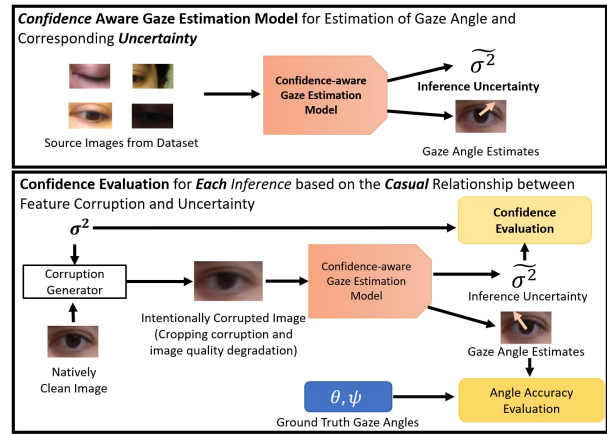 Confidence Aware Gaze Estimation Model for Estimation of Gaze Angle and
Corresponding Uncertainty
Source Images from Dataset
Confidence-aware
Gaze Estimation
Model
σ̃²
Inference Uncertainty
Gaze Angle Estimates
Confidence Evaluation for Each Inference based on the Casual Relationship between
Feature Corruption and Uncertainty
σ²
Confidence
Evaluation
Corruption
Generator
Natively
Clean Image
Intentionally Corrupted Image
(Cropping corruption and
image quality degradation)
Confidence-aware
Gaze Estimation
Model
σ̃²
Inference Uncertainty
Gaze Angle Estimates
θ, ψ
Ground Truth Gaze Angles
Angle Accuracy
Evaluation